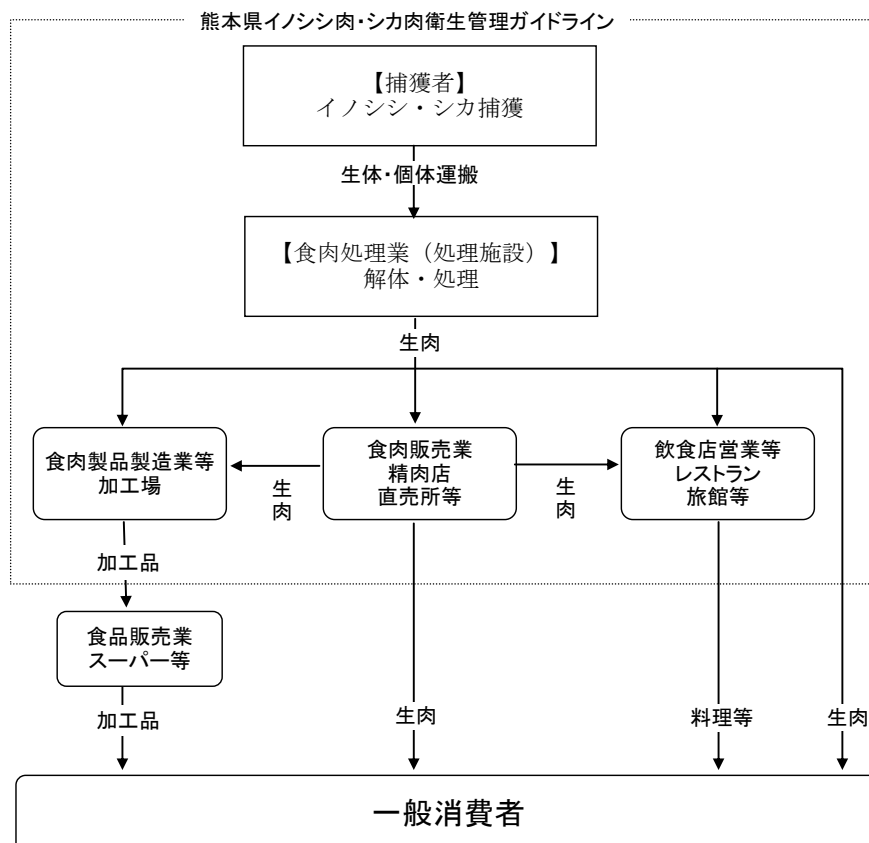 熊本県イノシシ肉・シカ肉衛生管理ガイドライン
【捕獲者】
イノシシ・シカ捕獲
生体・個体運搬
【食肉処理業（処理施設）】
解体・処理
生肉
食肉製品製造業等
加工場
生肉
食肉販売業
精肉店
直売所等
生肉
飲食店営業等
レストラン
旅館等
加工品
食品販売業
スーパー等
加工品
生肉
料理等
生肉
一般消費者